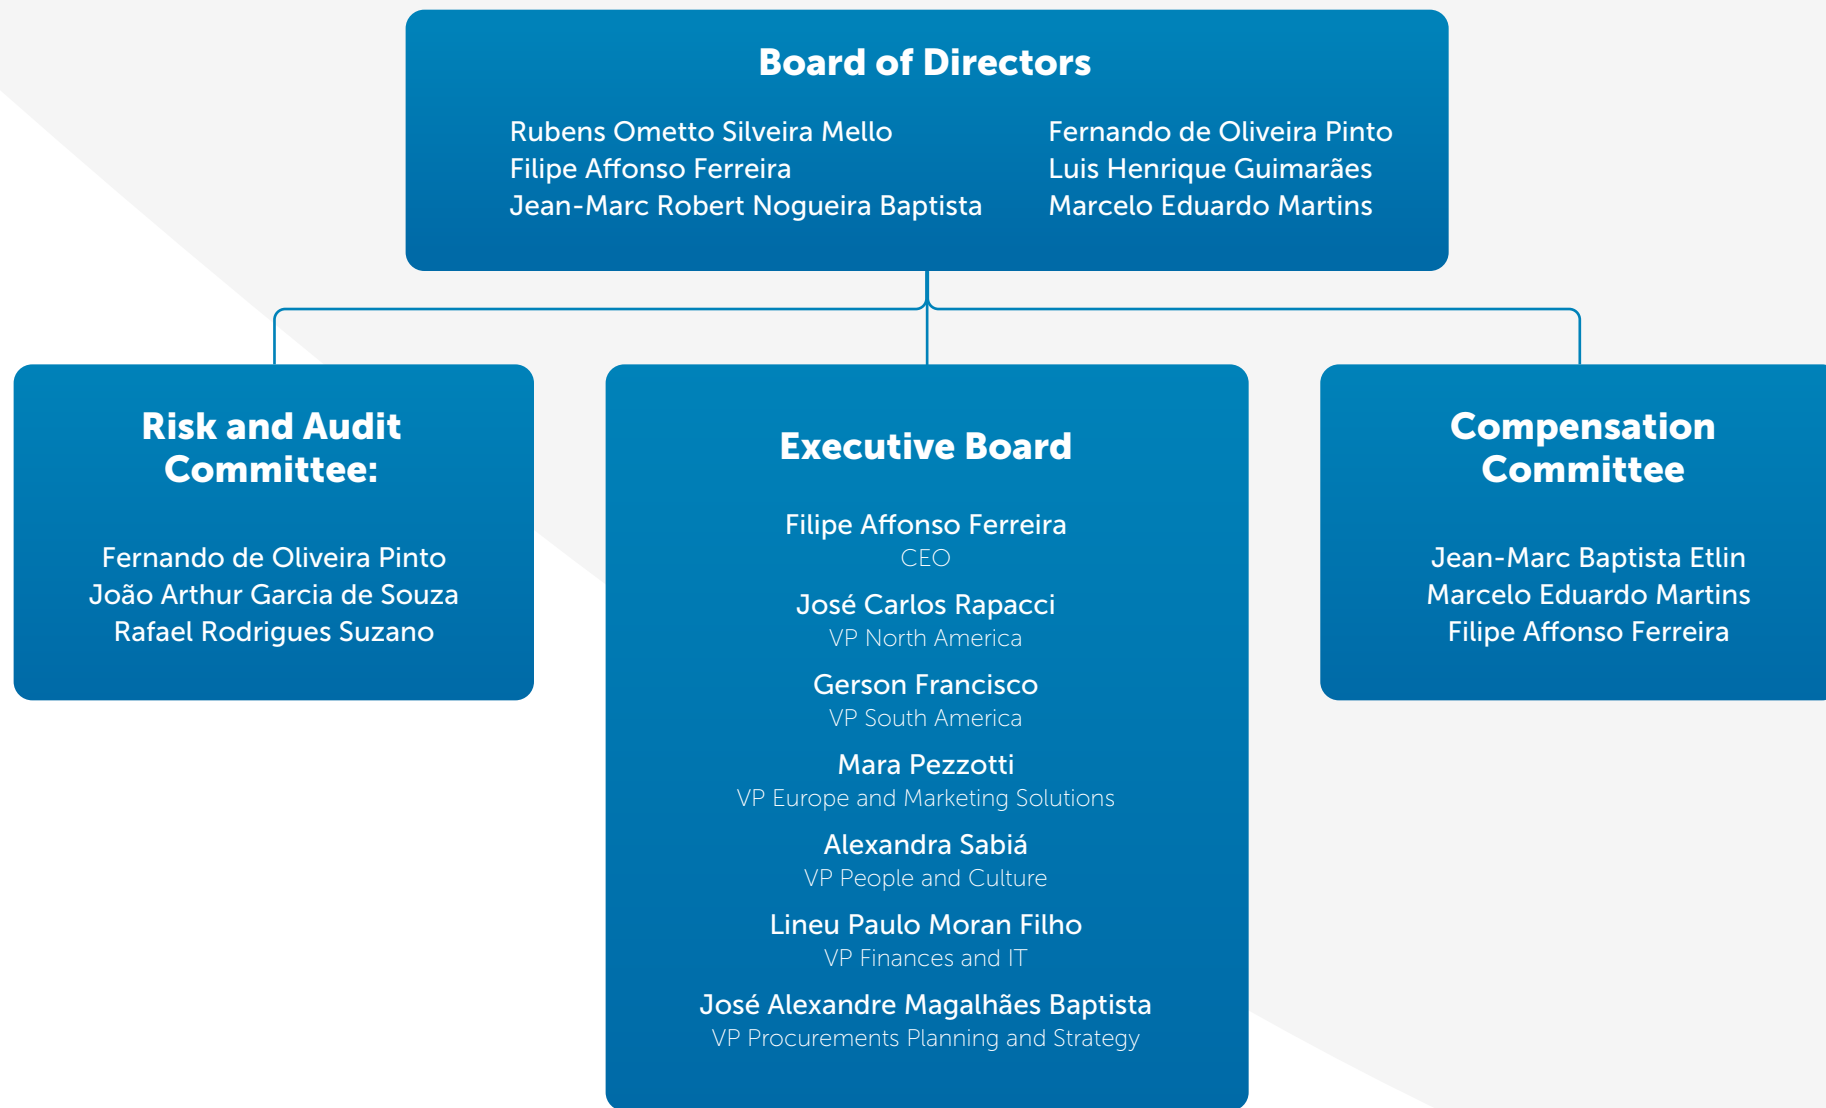 Board of Directors
Rubens Ometto Silveira Mello
Filipe Affonso Ferreira
Jean-Marc Robert Nogueira Baptista
Fernando de Oliveira Pinto
Luis Henrique Guimarães
Marcelo Eduardo Martins
Risk and Audit
Committee:
Fernando de Oliveira Pinto
João Arthur Garcia de Souza
Rafael Rodrigues Suzano
Executive Board
Filipe Affonso Ferreira
CEO
José Carlos Rapacci
VP North America
Gerson Francisco
VP South America
Mara Pezzotti
VP Europe and Marketing Solutions
Alexandra Sabiá
VP People and Culture
Lineu Paulo Moran Filho
VP Finances and IT
José Alexandre Magalhães Baptista
VP Procurements Planning and Strategy
Compensation
Committee
Jean-Marc Baptista Etlin
Marcelo Eduardo Martins
Filipe Affonso Ferreira